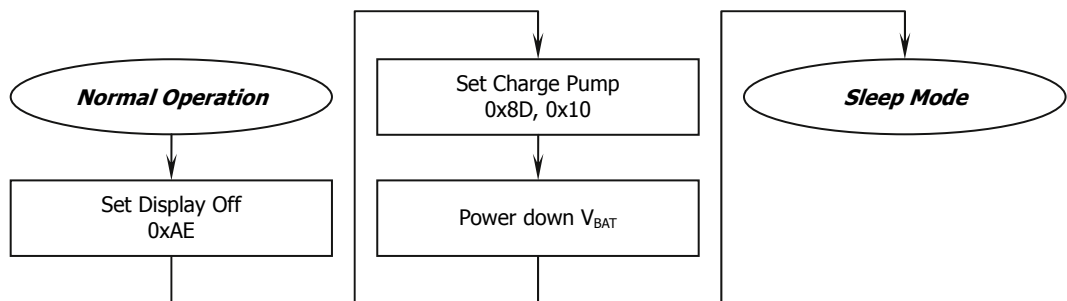 Normal Operation
Set Display Off
0xAE
Set Charge Pump
0x8D, 0x10
Power down VBAT
Sleep Mode